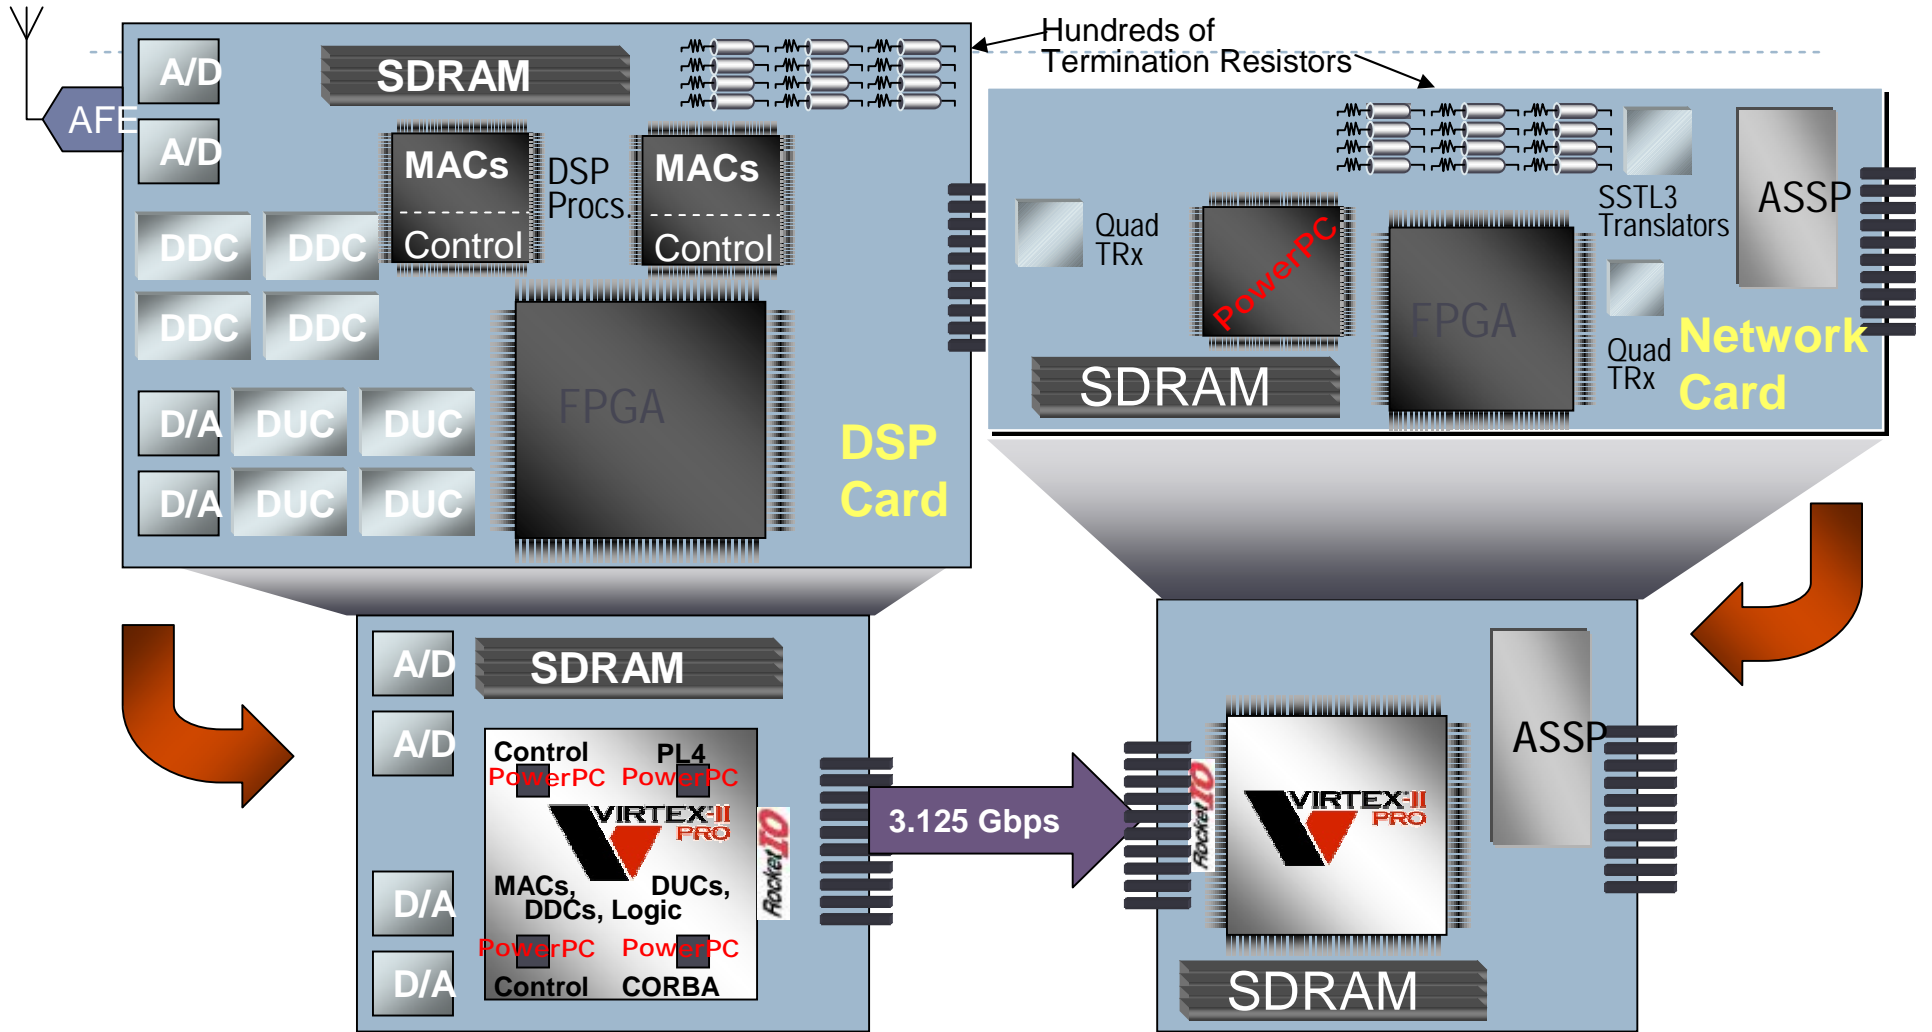 Hundreds of
Termination Resistors
AFE
A/D
A/D
SDRAM
MACs
Control
DSP
Procs.
MACs
Control
DDC
DDC
DDC
DDC
D/A
DUC
DUC
D/A
DUC
DUC
FPGA
DSP
Card
Quad
TRx
PowerPC
FPGA
SSTL3
Translators
ASSP
Quad
TRx
SDRAM
Network
Card
A/D
A/D
D/A
D/A
SDRAM
Control
PL4
PowerPC
PowerPC
VIRTEX-II
PRO
MACs,
DUCs,
DDCs, Logic
PowerPC
PowerPC
Control
CORBA
RocketIO
3.125 Gbps
RocketIO
VIRTEX-II
PRO
ASSP
SDRAM